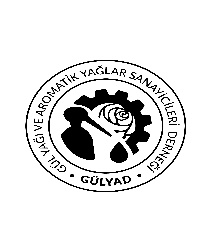 GÜL YAĞI VE AROMATİK YAĞLAR SANAYİCİLERİ DERNEĞİ
• GÜLYAD •